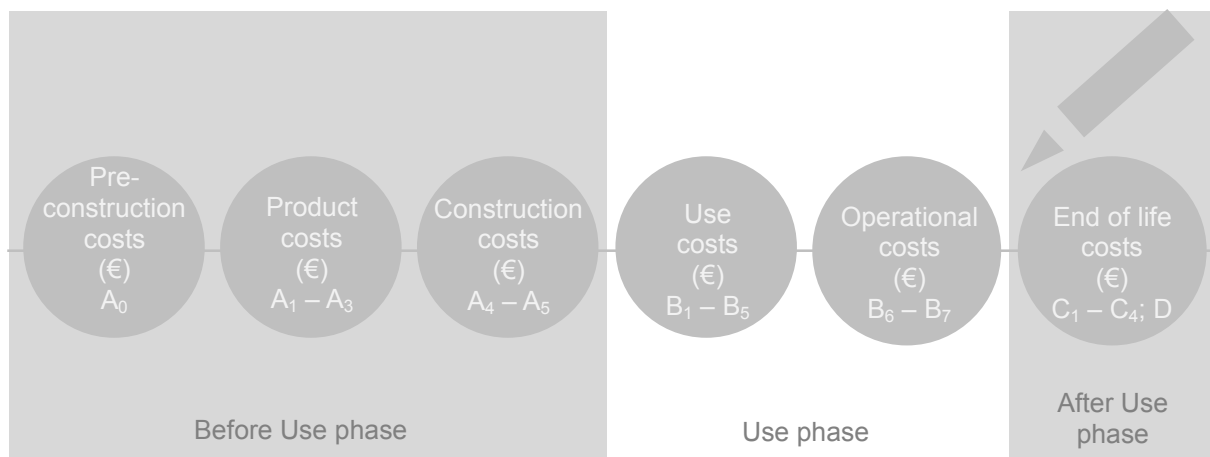 Pre-
construction
costs
(€)
A₀
Product
costs
(€)
A₁ – A₃
Construction
costs
(€)
A₄ – A₅
Use
costs
(€)
B₁ – B₅
Operational
costs
(€)
B₆ – B₇
End of life
costs
(€)
C₁ – C₄; D
Before Use phase
Use phase
After Use
phase